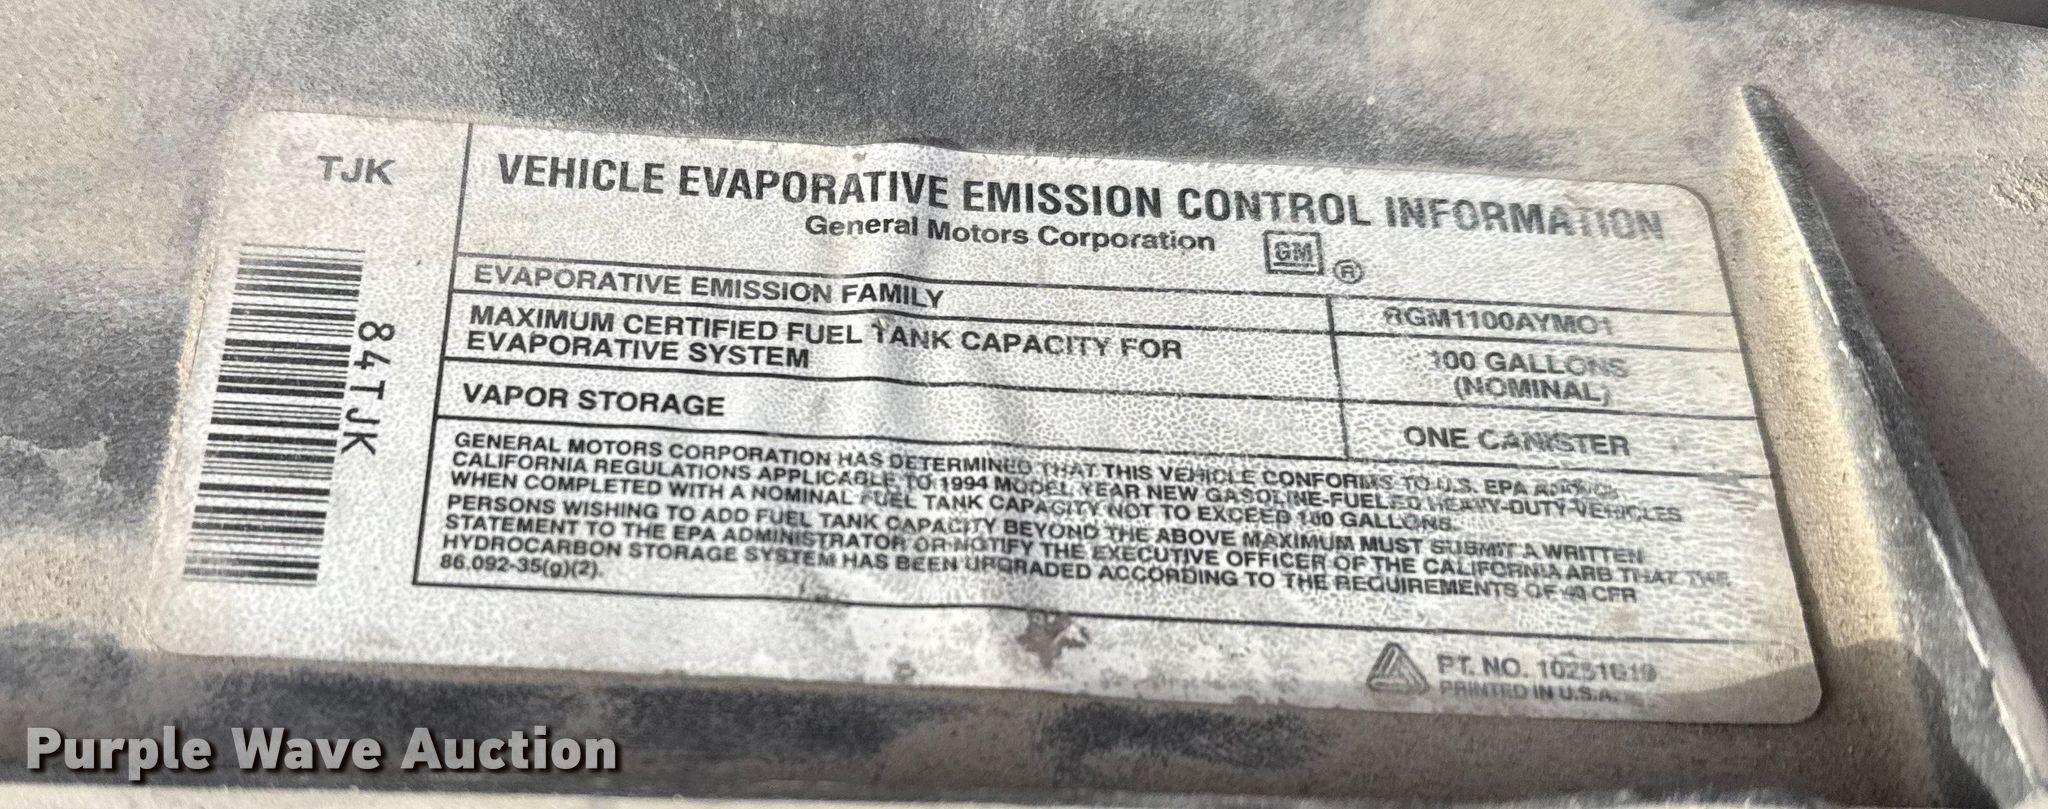 TJK
84TJK
VEHICLE EVAPORATIVE EMISSION CONTROL INFORMATION
General Motors Corporation GM ®
EVAPORATIVE EMISSION FAMILY
RGM1100AYMO1
MAXIMUM CERTIFIED FUEL TANK CAPACITY FOR
EVAPORATIVE SYSTEM
100 GALLONS
(NOMINAL)
VAPOR STORAGE
ONE CANISTER
GENERAL MOTORS CORPORATION HAS DETERMINED THAT THIS VEHICLE CONFORMS TO U.S. EPA
CALIFORNIA REGULATIONS APPLICABLE TO 1994 MODEL YEAR NEW GASOLINE-FUELED HEAVY-DUTY VEHICLES
WHEN COMPLETED WITH A NOMINAL FUEL TANK CAPACITY NOT TO EXCEED 100 GALLONS.
PERSONS WISHING TO ADD FUEL TANK CAPACITY BEYOND THE ABOVE MAXIMUM MUST SUBMIT A WRITTEN
STATEMENT TO THE EPA ADMINISTRATOR OR NOTIFY THE EXECUTIVE OFFICER OF THE CALIFORNIA ARB THAT THE
HYDROCARBON STORAGE SYSTEM HAS BEEN UPGRADED ACCORDING TO THE REQUIREMENTS OF 40 CFR
86.092-35(g)(2).
PT. NO.
PRINTED IN U.S.A.
Purple Wave Auction